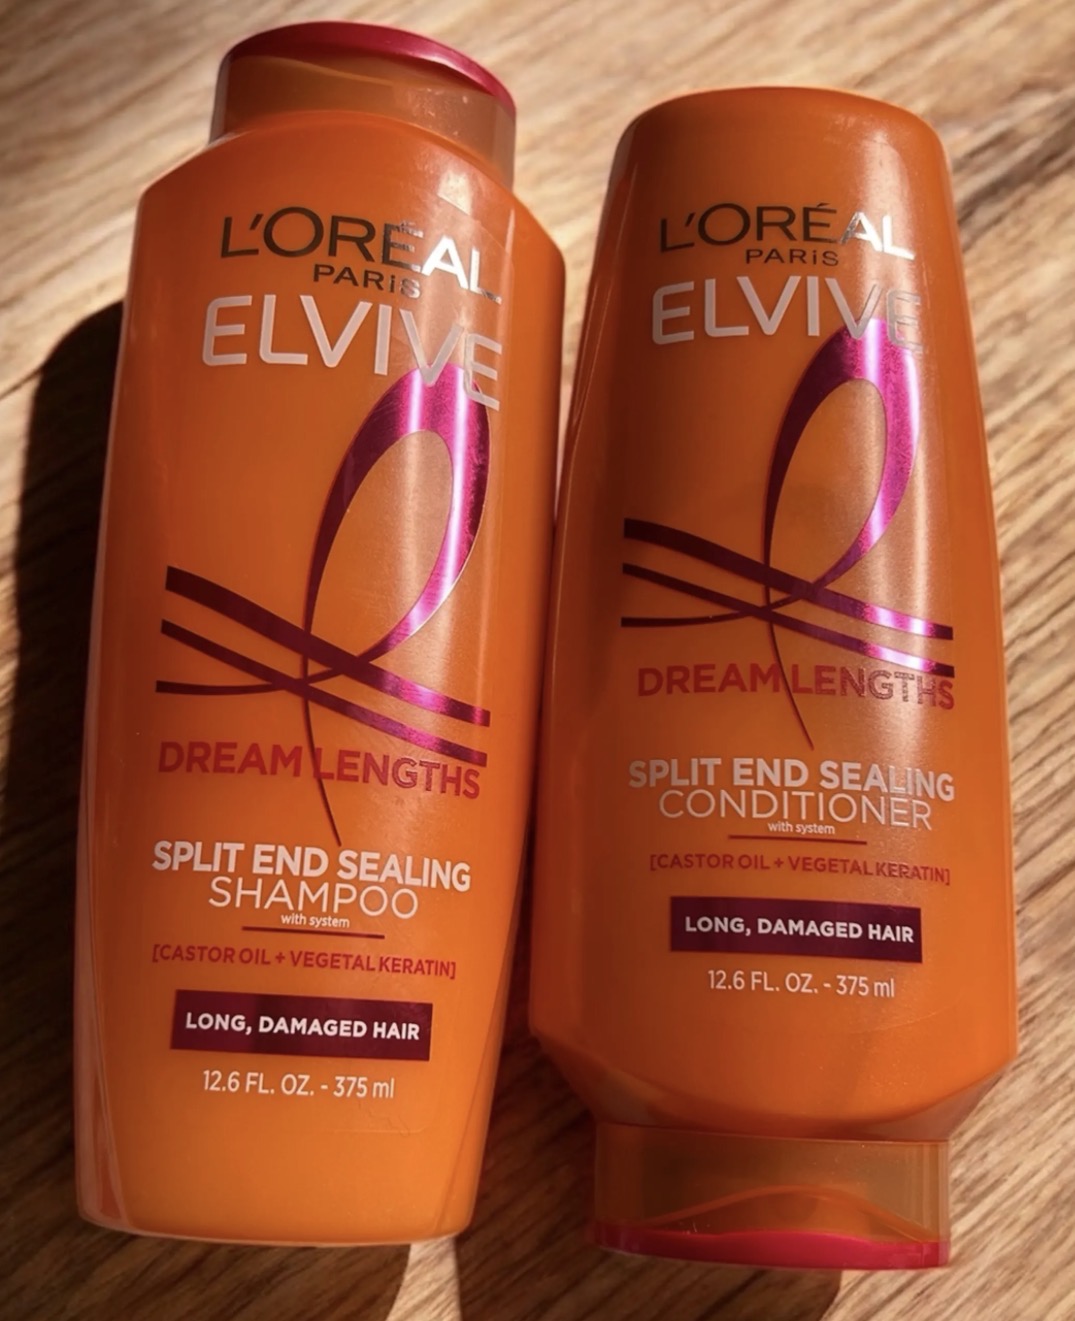 L'ORÉAL
PARiS
ELVIVE
DREAM LENGTHS
SPLIT END SEALING
SHAMPOO
with system
[CASTOR OIL + VEGETAL KERATIN]
LONG, DAMAGED HAIR
12.6 FL. OZ. - 375 ml
L'ORÉAL
PARiS
ELVIVE
DREAM LENGTHS
SPLIT END SEALING
CONDITIONER
with system
[CASTOR OIL + VEGETAL KERATIN]
LONG, DAMAGED HAIR
12.6 FL. OZ. - 375 ml